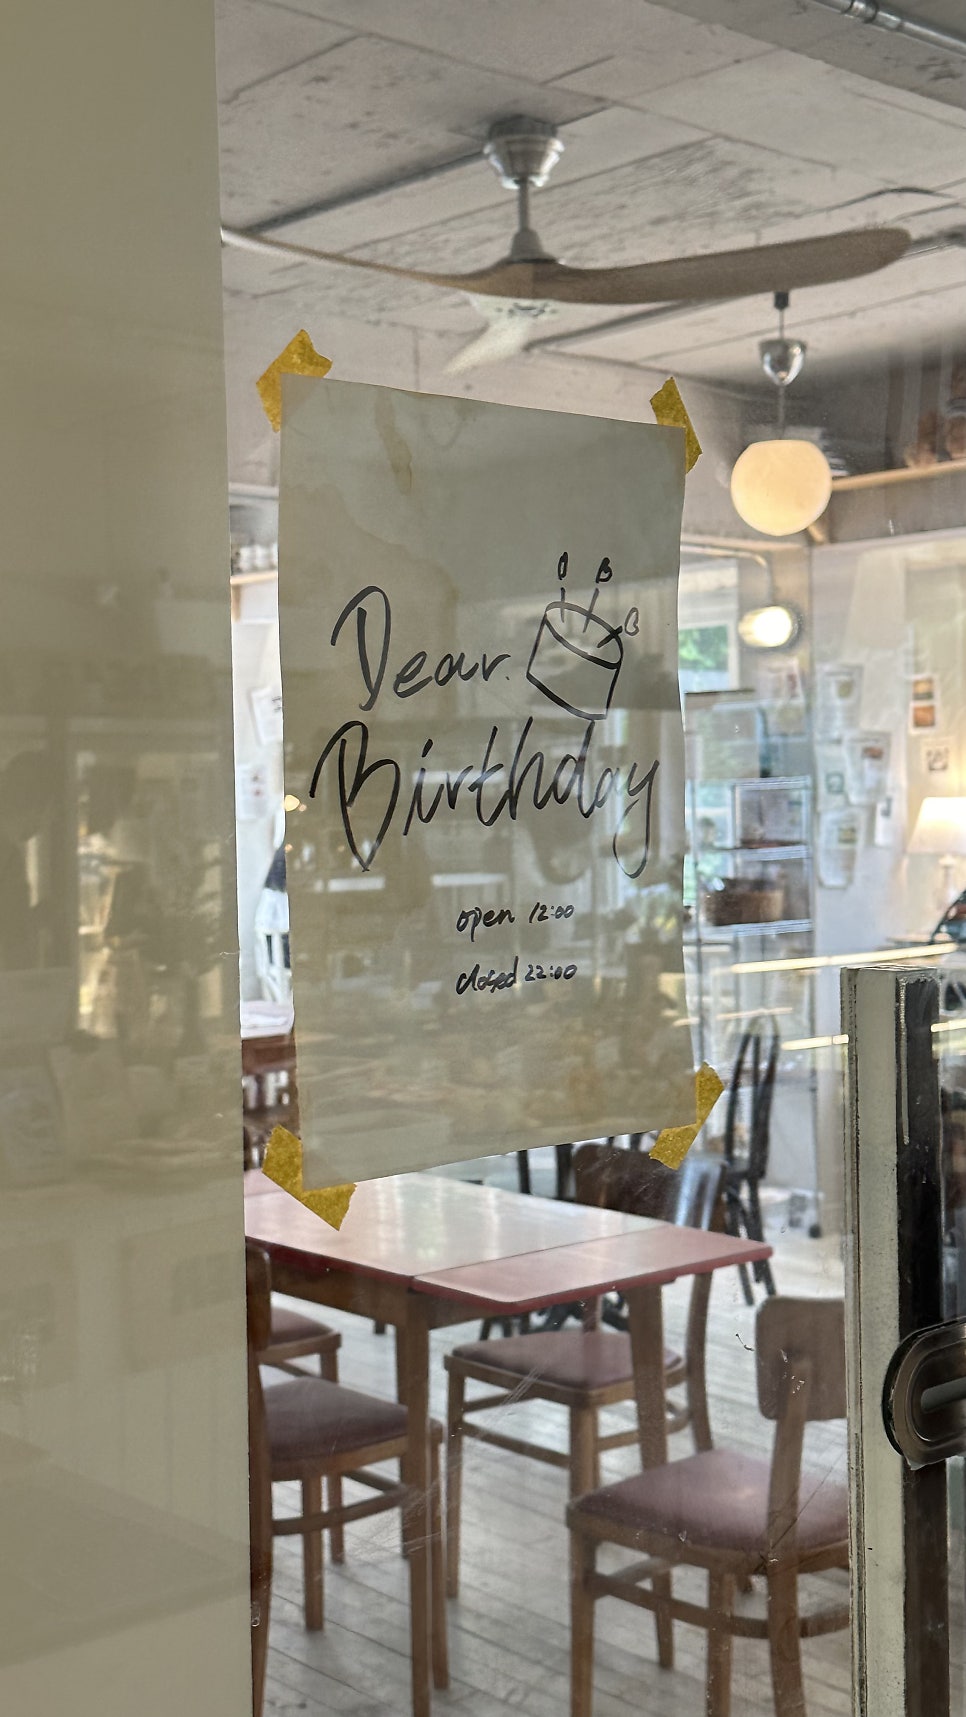 Dear.
Birthday
open 12:00
closed 22:00